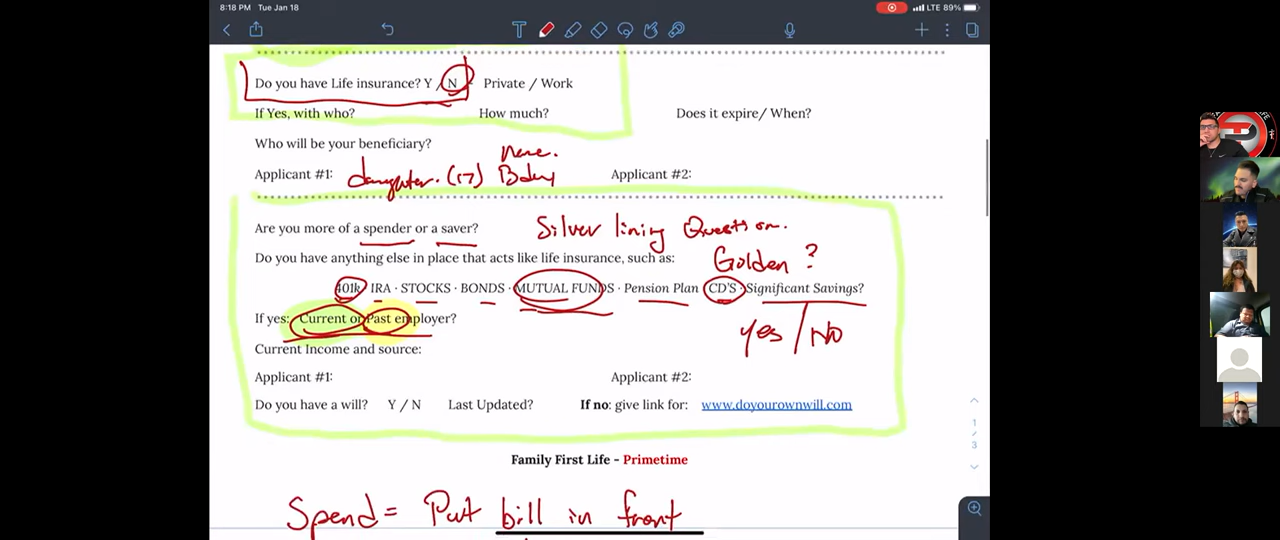 8:18 PM Tue Jan 18
LTE 89%
Do you have Life insurance? Y / N Private / Work
If Yes, with who? How much? Does it expire/ When?
Who will be your beneficiary?
Name.
Applicant #1: daughter. (17) Applicant #2:
Are you more of a spender or a saver? Silver lining Question.
Do you have anything else in place that acts like life insurance, such as: Golden ?
401k IRA · STOCKS · BONDS · MUTUAL FUNDS · Pension Plan CD'S Significant Savings?
If yes: Current or Past employer? Yes / No
Current Income and source:
Applicant #1: Applicant #2:
Do you have a will? Y / N Last Updated? If no: give link for: www.doyourownwill.com
Family First Life - Primetime
Spend = Put bill in front
1
/
3